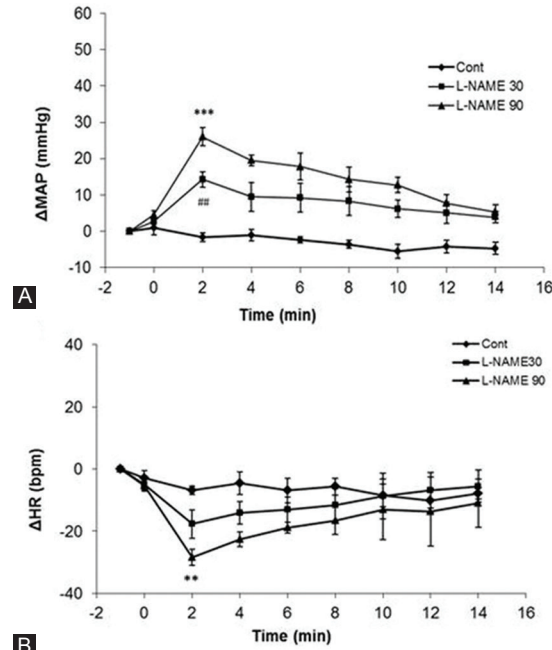 60
50
40
30
20
10
0
-10
ΔMAP (mmHg)
***
##
Cont
L-NAME 30
L-NAME 90
-2 0 2 4 6 8 10 12 14 16
Time (min)
A
-40
20
0
-20
-40
ΔHR (bpm)
**
Cont
L-NAME30
L-NAME 90
-2 0 2 4 6 8 10 12 14 16
Time (min)
B